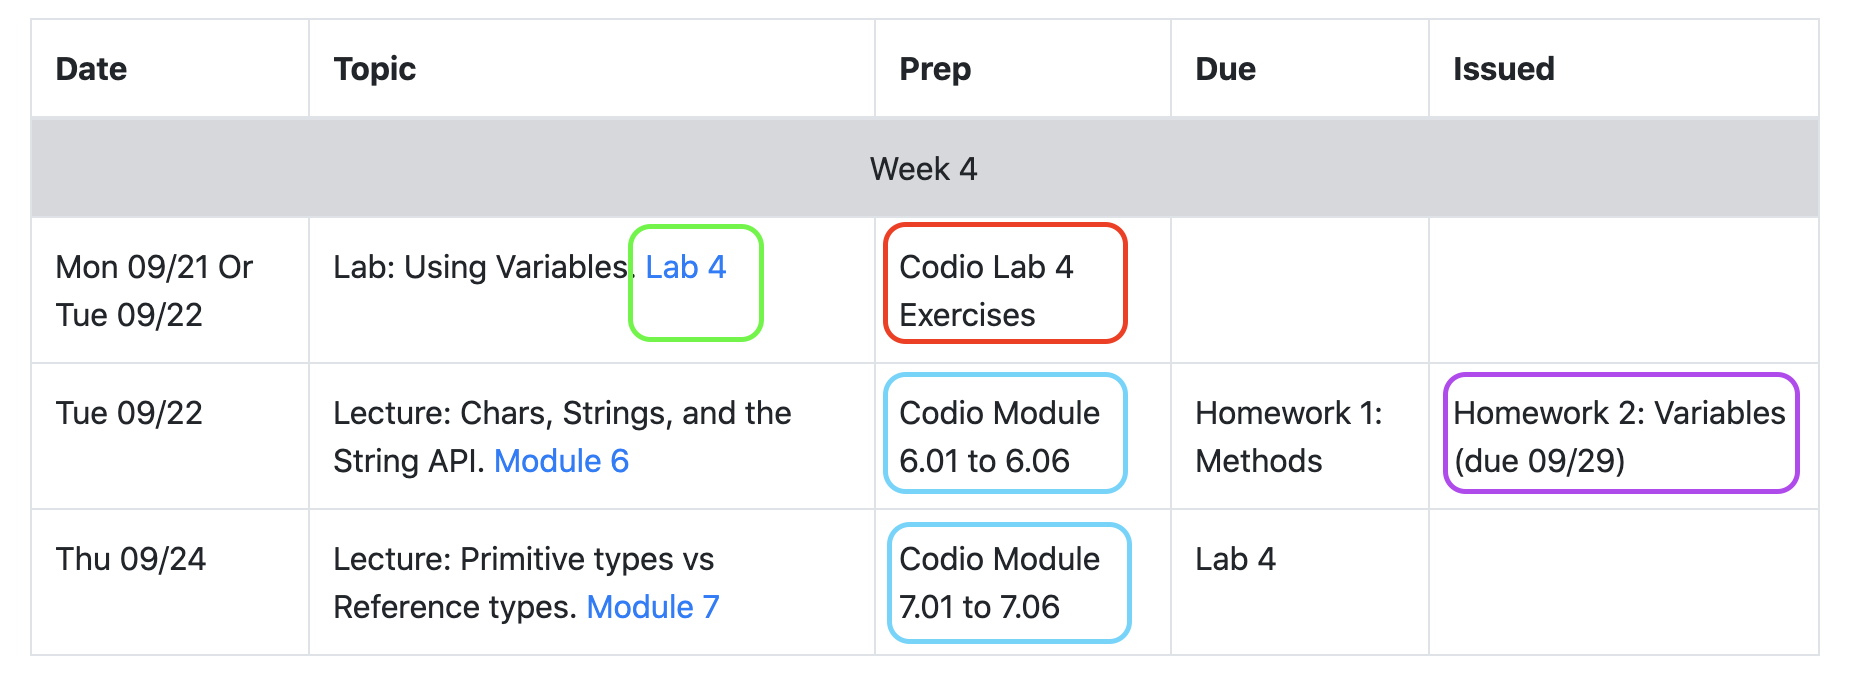 Date Topic Prep Due Issued
Week 4
Mon 09/21 Or
Tue 09/22
Lab: Using Variables. Lab 4
Codio Lab 4
Exercises
Tue 09/22
Lecture: Chars, Strings, and the
String API. Module 6
Codio Module
6.01 to 6.06
Homework 1:
Methods
Homework 2: Variables
(due 09/29)
Thu 09/24
Lecture: Primitive types vs
Reference types. Module 7
Codio Module
7.01 to 7.06
Lab 4